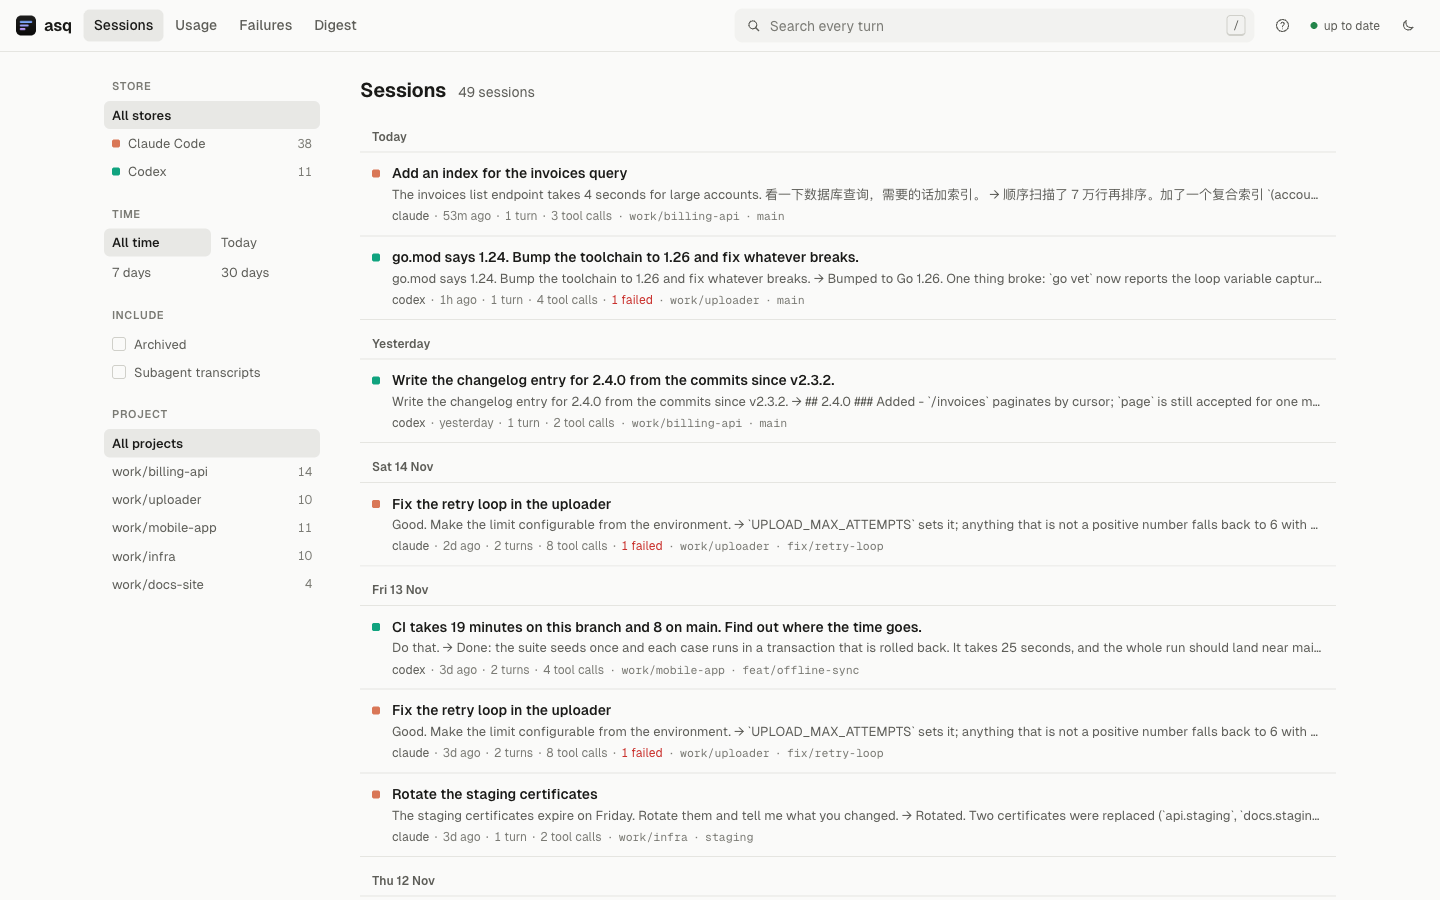 asq Sessions Usage Failures Digest Search every turn / up to date
STORE
All stores
Claude Code 38
Codex 11
TIME
All time Today
7 days 30 days
INCLUDE
Archived
Subagent transcripts
PROJECT
All projects
work/billing-api 14
work/uploader 10
work/mobile-app 11
work/infra 10
work/docs-site 4
Sessions 49 sessions
Today
Add an index for the invoices query
The invoices list endpoint takes 4 seconds for large accounts. 看一下数据库查询，需要的话加索引。 → 顺序扫描了 7 万行再排序。加了一个复合索引 `(accou…
claude · 53m ago · 1 turn · 3 tool calls · work/billing-api · main
go.mod says 1.24. Bump the toolchain to 1.26 and fix whatever breaks.
go.mod says 1.24. Bump the toolchain to 1.26 and fix whatever breaks. → Bumped to Go 1.26. One thing broke: `go vet` now reports the loop variable captur…
codex · 1h ago · 1 turn · 4 tool calls · 1 failed · work/uploader · main
Yesterday
Write the changelog entry for 2.4.0 from the commits since v2.3.2.
Write the changelog entry for 2.4.0 from the commits since v2.3.2. → ## 2.4.0 ### Added - `/invoices` paginates by cursor; `page` is still accepted for one m…
codex · yesterday · 1 turn · 2 tool calls · work/billing-api · main
Sat 14 Nov
Fix the retry loop in the uploader
Good. Make the limit configurable from the environment. → `UPLOAD_MAX_ATTEMPTS` sets it; anything that is not a positive number falls back to 6 with …
claude · 2d ago · 2 turns · 8 tool calls · 1 failed · work/uploader · fix/retry-loop
Fri 13 Nov
CI takes 19 minutes on this branch and 8 on main. Find out where the time goes.
Do that. → Done: the suite seeds once and each case runs in a transaction that is rolled back. It takes 25 seconds, and the whole run should land near mai…
codex · 3d ago · 2 turns · 4 tool calls · work/mobile-app · feat/offline-sync
Fix the retry loop in the uploader
Good. Make the limit configurable from the environment. → `UPLOAD_MAX_ATTEMPTS` sets it; anything that is not a positive number falls back to 6 with …
claude · 3d ago · 2 turns · 8 tool calls · 1 failed · work/uploader · fix/retry-loop
Rotate the staging certificates
The staging certificates expire on Friday. Rotate them and tell me what you changed. → Rotated. Two certificates were replaced (`api.staging`, `docs.stagin…
claude · 3d ago · 1 turn · 2 tool calls · work/infra · staging
Thu 12 Nov